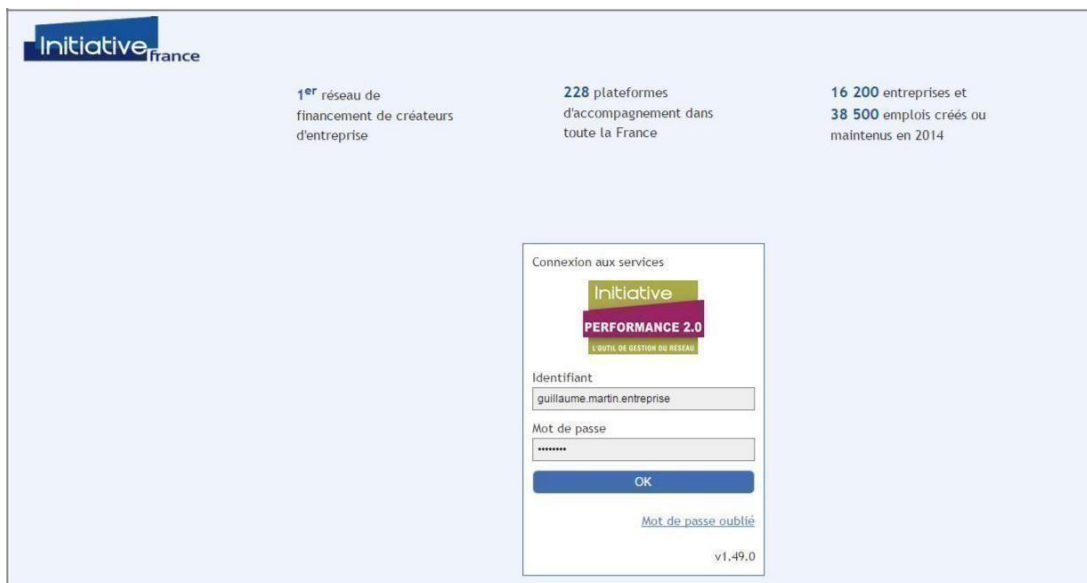 Initiative
france
1er réseau de
financement de créateurs
d'entreprise
228 plateformes
d'accompagnement dans
toute la France
16 200 entreprises et
38 500 emplois créés ou
maintenus en 2014
Connexion aux services
Initiative
PERFORMANCE 2.0
L'OUTIL DE GESTION DU RÉSEAU
Identifiant
guillaume.martin.entreprise
Mot de passe
••••••••
OK
Mot de passe oublié
v1.49.0